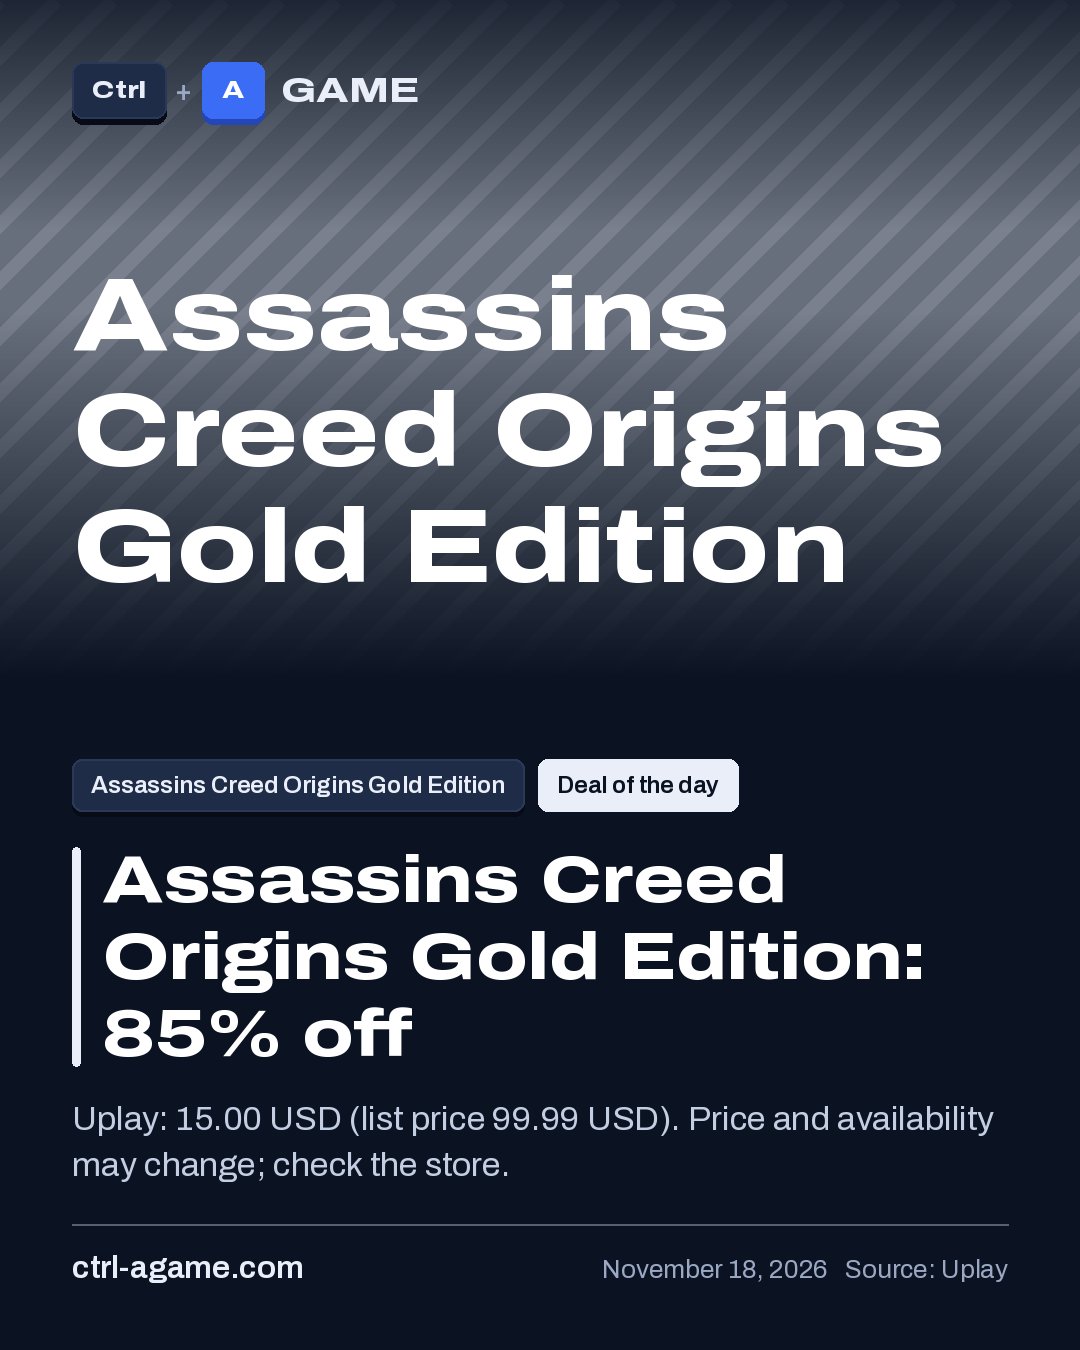 Ctrl + A GAME
Assassins
Creed Origins
Gold Edition
Assassins Creed Origins Gold Edition
Deal of the day
Assassins Creed
Origins Gold Edition:
85% off
Uplay: 15.00 USD (list price 99.99 USD). Price and availability
may change; check the store.
ctrl-agame.com
November 18, 2026 Source: Uplay